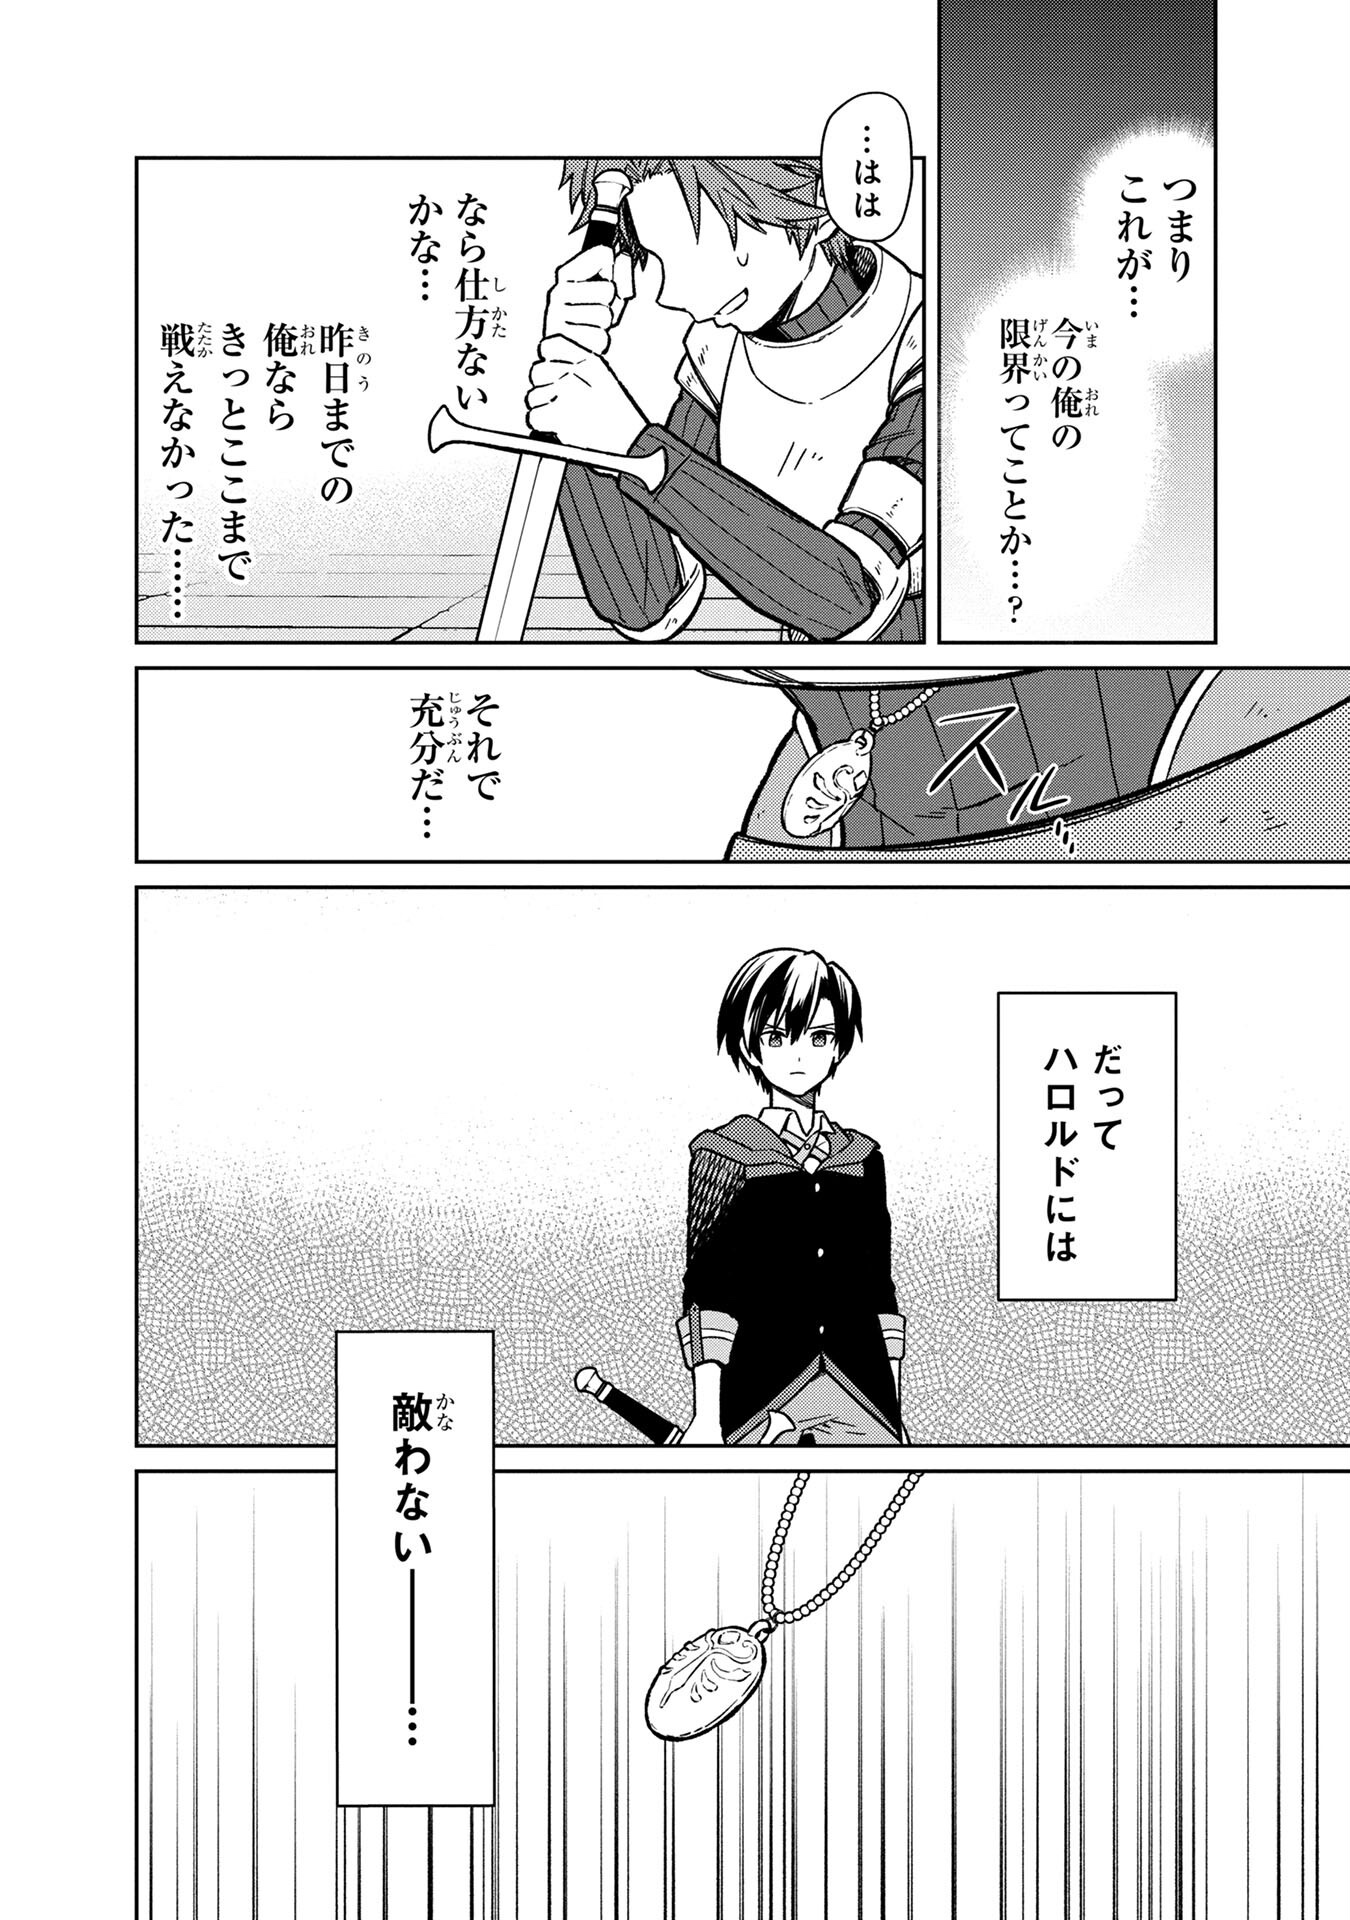 つまり
これが…
今の俺の
限界ってことか…?
…はは
なら仕方ない
かな…
昨日までの
俺なら
きっとここまで
戦えなかった……
スルッ
それで
充分だ…
だって
ハロルドには
敵わない――…